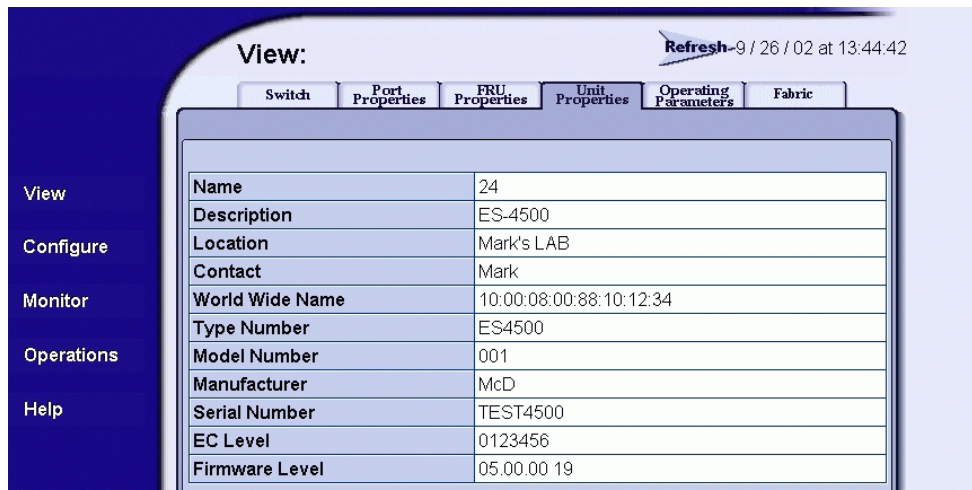 View:
Refresh-9 / 26 / 02 at 13:44:42
Switch
Port Properties
FRU Properties
Unit Properties
Operating Parameters
Fabric
View
Configure
Monitor
Operations
Help
Name 24
Description ES-4500
Location Mark's LAB
Contact Mark
World Wide Name 10:00:08:00:88:10:12:34
Type Number ES4500
Model Number 001
Manufacturer McD
Serial Number TEST4500
EC Level 0123456
Firmware Level 05.00.00 19